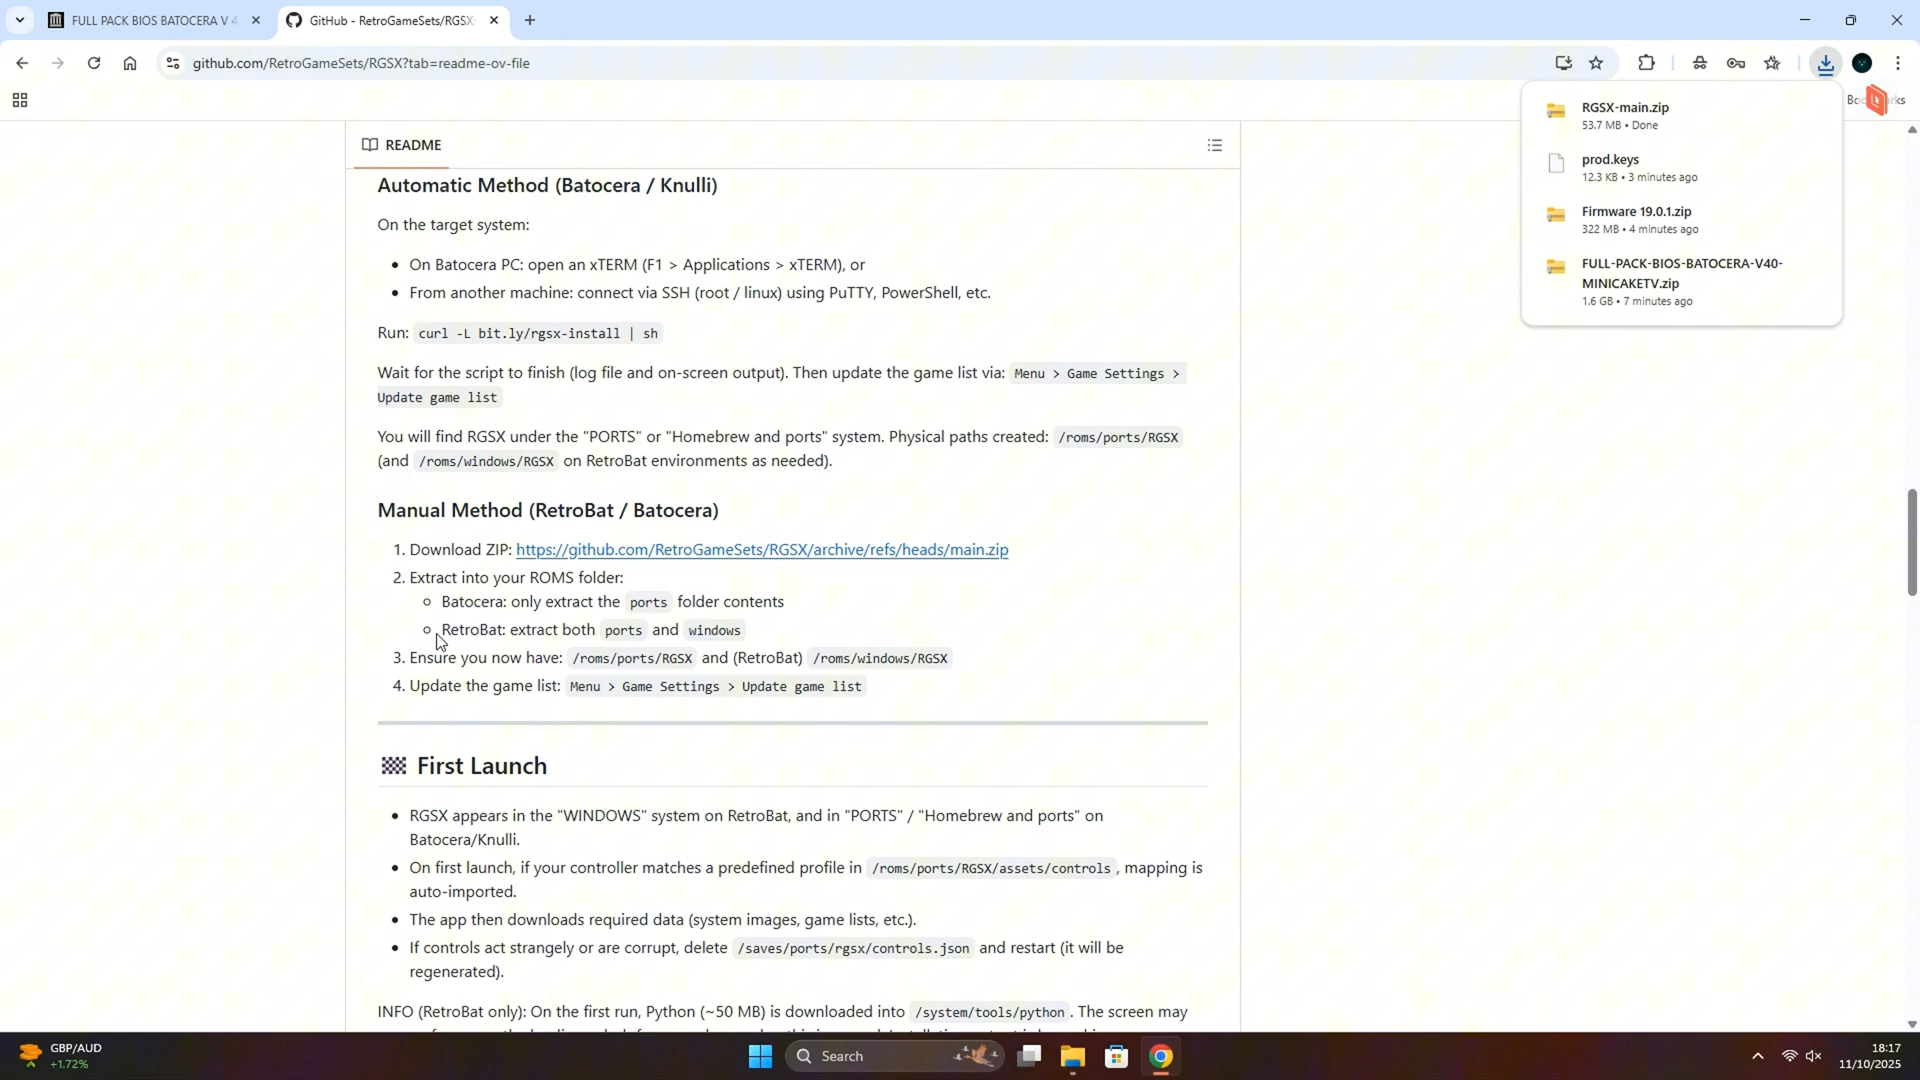 FULL PACK BIOS BATOCERA V 4
GitHub - RetroGameSets/RGSX:
github.com/RetroGameSets/RGSX?tab=readme-ov-file
RGSX-main.zip
53.7 MB • Done
prod.keys
12.3 KB • 3 minutes ago
Firmware 19.0.1.zip
322 MB • 4 minutes ago
FULL-PACK-BIOS-BATOCERA-V40-
MINICAKETV.zip
1.6 GB • 7 minutes ago
README
Automatic Method (Batocera / Knulli)
On the target system:
• On Batocera PC: open an xTERM (F1 > Applications > xTERM), or
• From another machine: connect via SSH (root / linux) using PuTTY, PowerShell, etc.
Run: curl -L bit.ly/rgsx-install | sh
Wait for the script to finish (log file and on-screen output). Then update the game list via: Menu > Game Settings >
Update game list
You will find RGSX under the "PORTS" or "Homebrew and ports" system. Physical paths created: /roms/ports/RGSX
(and /roms/windows/RGSX on RetroBat environments as needed).
Manual Method (RetroBat / Batocera)
1. Download ZIP: https://github.com/RetroGameSets/RGSX/archive/refs/heads/main.zip
2. Extract into your ROMS folder:
○ Batocera: only extract the ports folder contents
○ RetroBat: extract both ports and windows
3. Ensure you now have: /roms/ports/RGSX and (RetroBat) /roms/windows/RGSX
4. Update the game list: Menu > Game Settings > Update game list
First Launch
• RGSX appears in the "WINDOWS" system on RetroBat, and in "PORTS" / "Homebrew and ports" on
Batocera/Knulli.
• On first launch, if your controller matches a predefined profile in /roms/ports/RGSX/assets/controls , mapping is
auto-imported.
• The app then downloads required data (system images, game lists, etc.).
• If controls act strangely or are corrupt, delete /saves/ports/rgsx/controls.json and restart (it will be
regenerated).
INFO (RetroBat only): On the first run, Python (~50 MB) is downloaded into /system/tools/python . The screen may
GBP/AUD
+1.72%
Search
18:17
11/10/2025